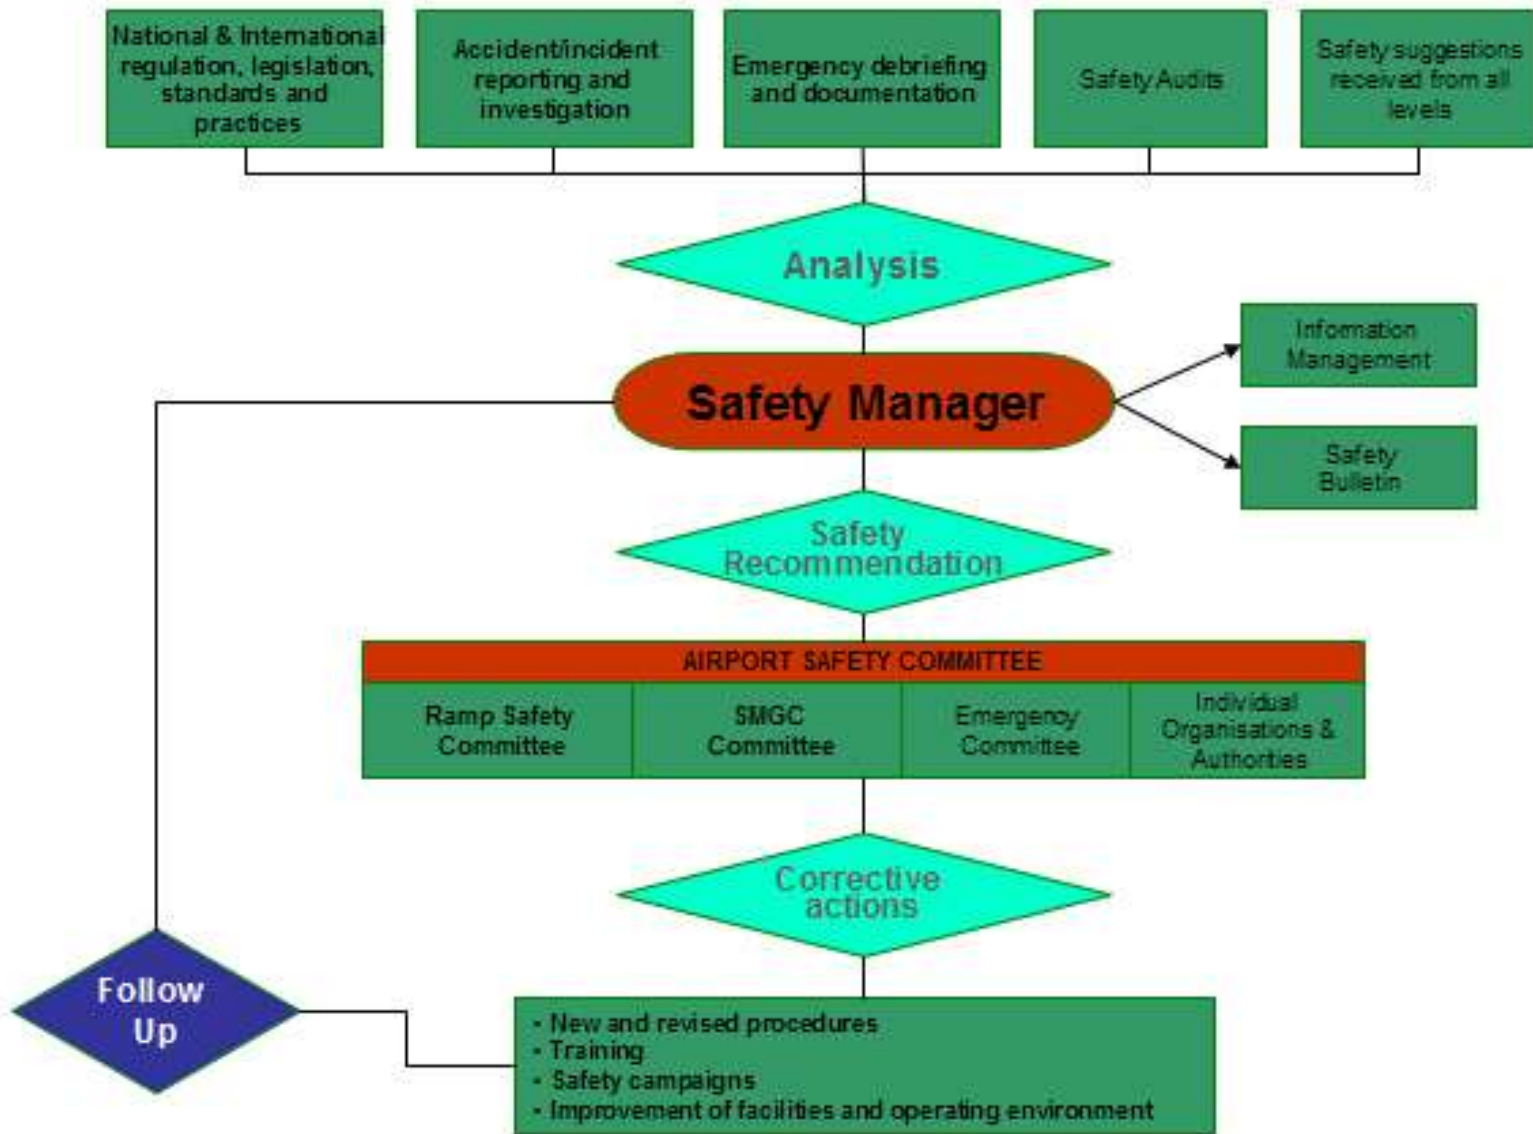 National & International
regulation, legislation,
standards and
practices
Accident/incident
reporting and
investigation
Emergency debriefing
and documentation
Safety Audits
Safety suggestions
received from all
levels
Analysis
Safety Manager
Information
Management
Safety
Bulletin
Safety
Recommendation
AIRPORT SAFETY COMMITTEE
Ramp Safety
Committee
SMGC
Committee
Emergency
Committee
Individual
Organisations &
Authorities
Corrective
actions
Follow
Up
- New and revised procedures
- Training
- Safety campaigns
- Improvement of facilities and operating environment